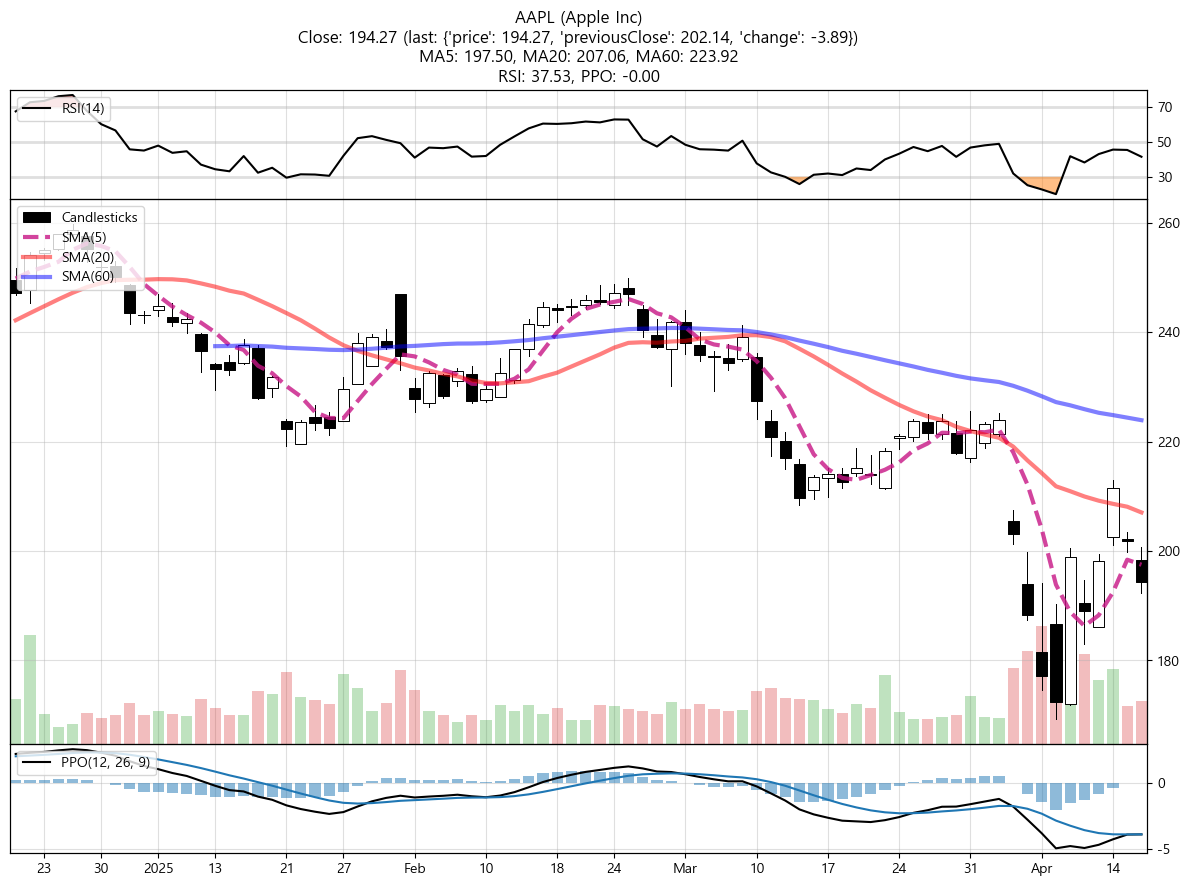 AAPL (Apple Inc)
Close: 194.27 (last: {'price': 194.27, 'previousClose': 202.14, 'change': -3.89})
MA5: 197.50, MA20: 207.06, MA60: 223.92
RSI: 37.53, PPO: -0.00
RSI(14)
70
50
30
Candlesticks
SMA(5)
SMA(20)
SMA(60)
260
240
220
200
180
PPO(12, 26, 9)
0
-5
23 30 2025 13 21 27 Feb 10 18 24 Mar 10 17 24 31 Apr 14